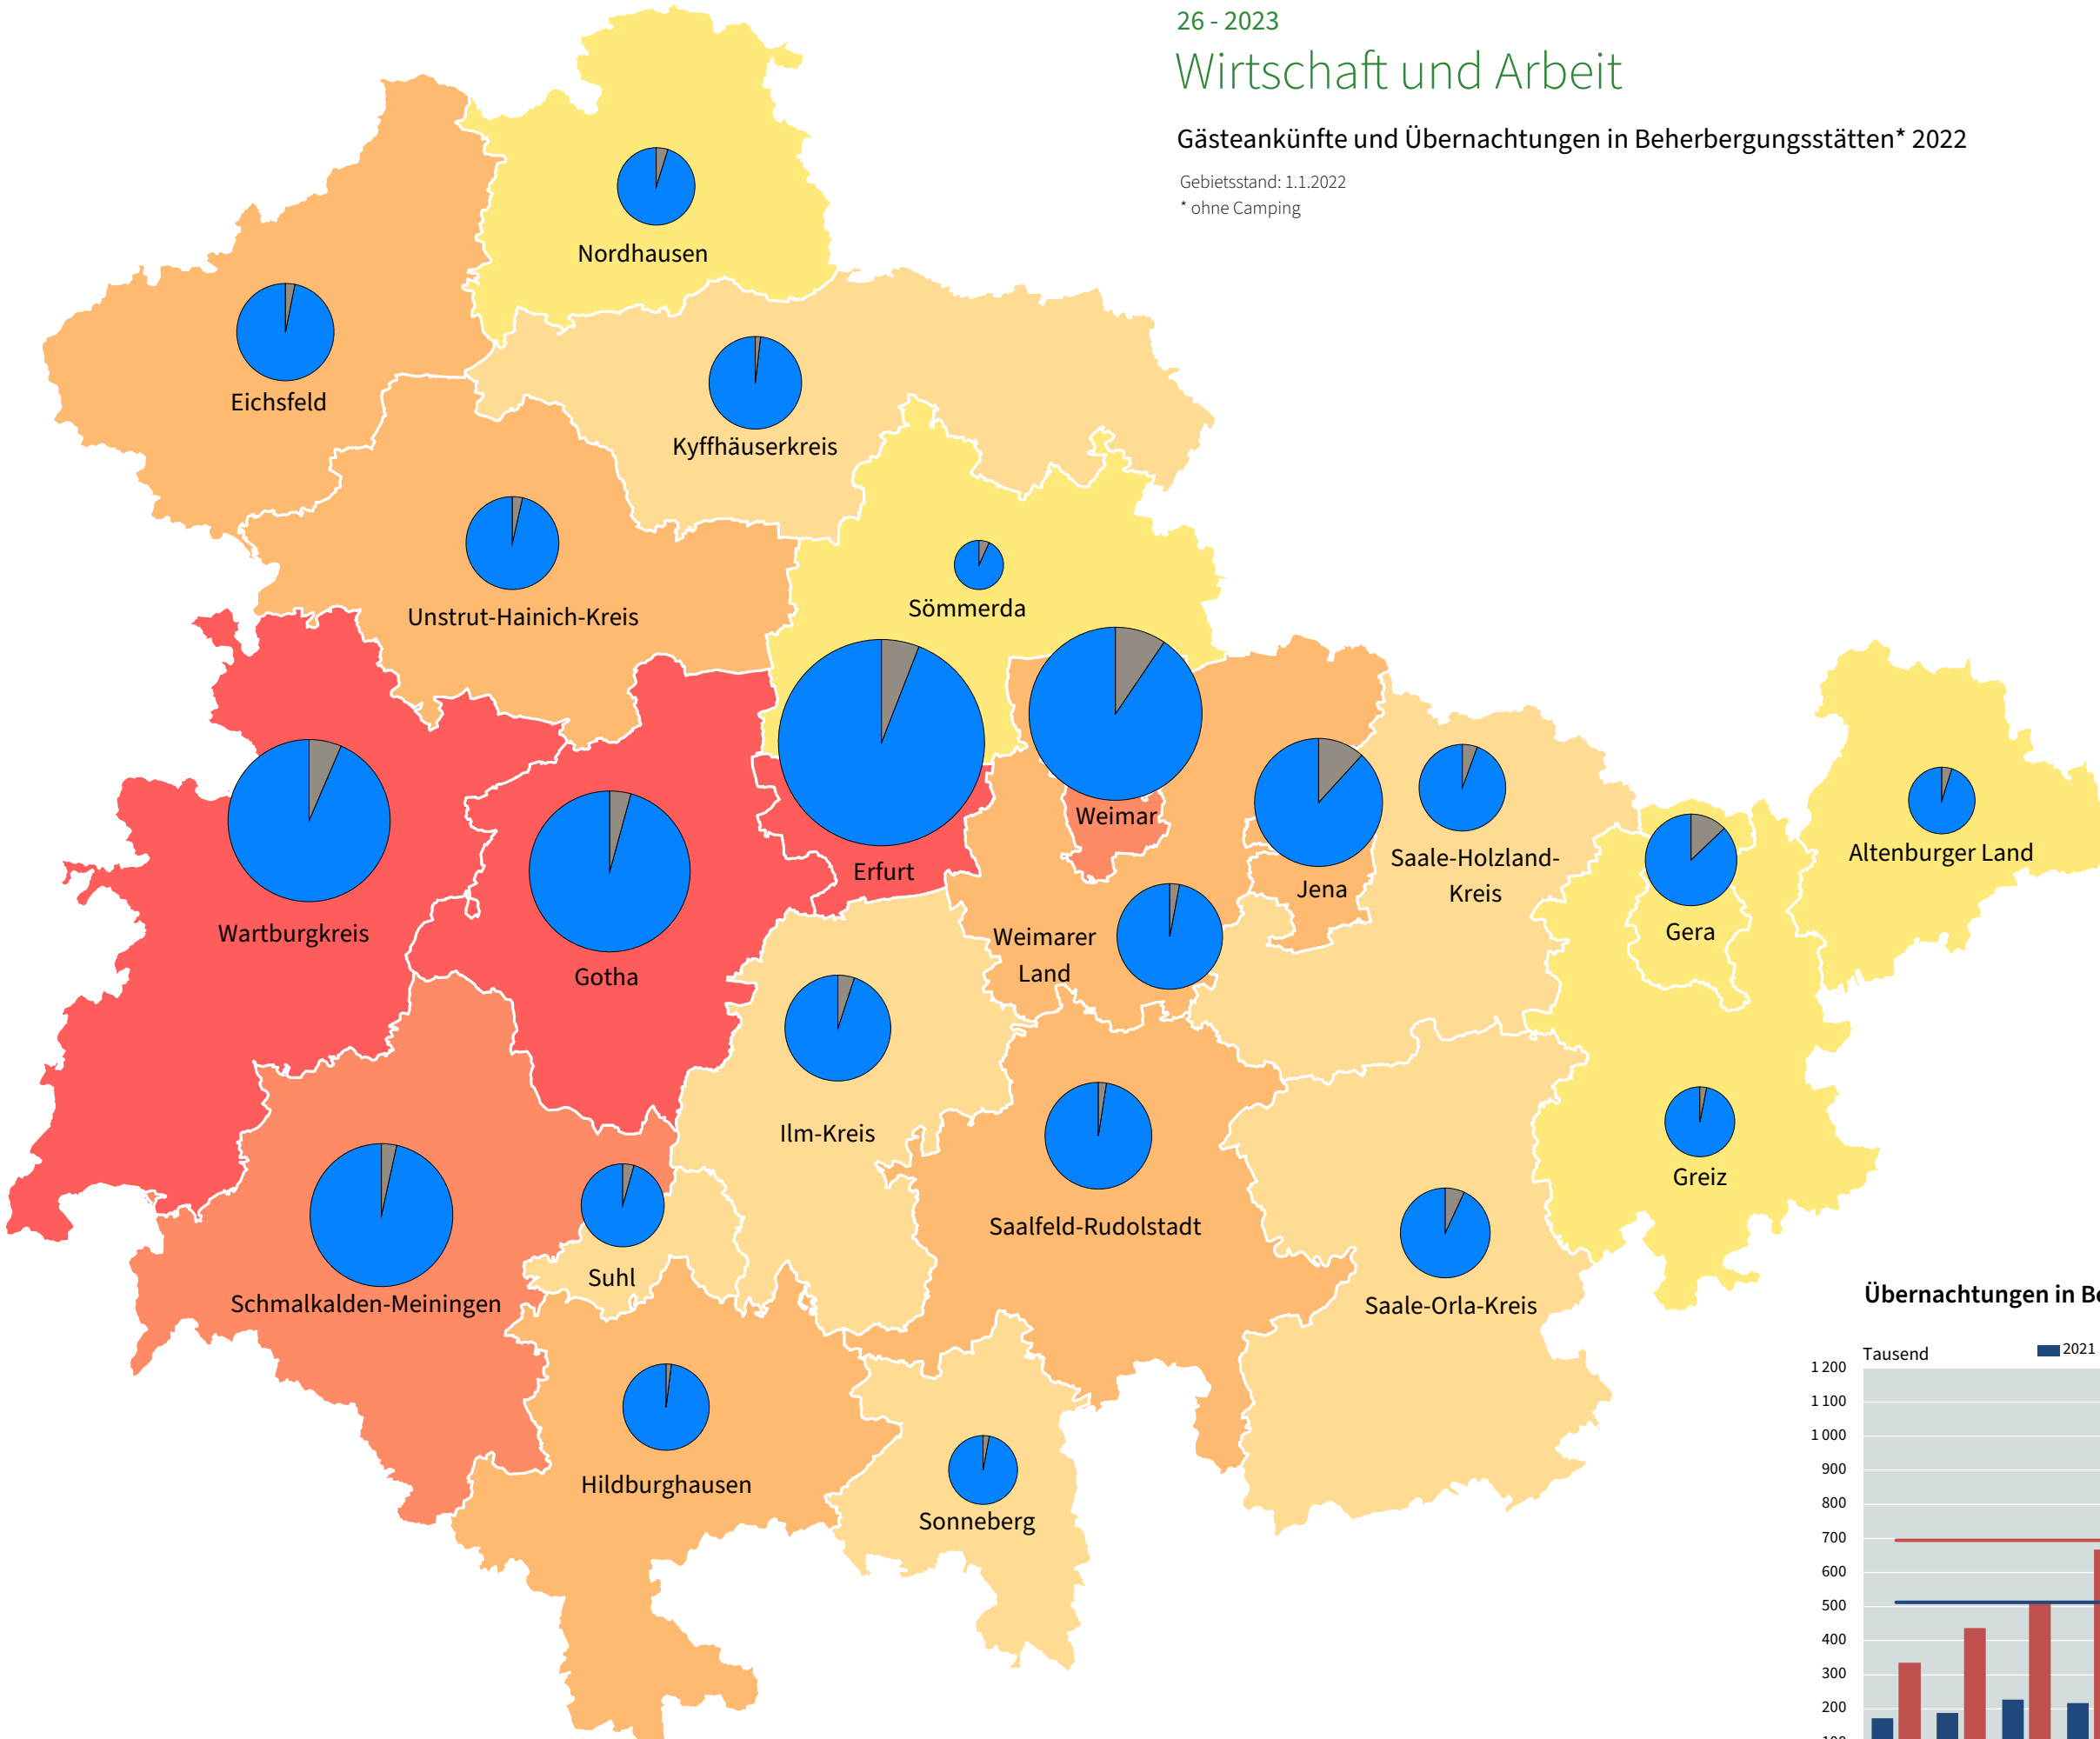 26 - 2023
Wirtschaft und Arbeit
Gästeankünfte und Übernachtungen in Beherbergungsstätten* 2022
Gebietsstand: 1.1.2022
* ohne Camping
Nordhausen
Eichsfeld
Kyffhäuserkreis
Unstrut-Hainich-Kreis
Sömmerda
Weimar
Altenburger Land
Saale-Holzland-
Kreis
Erfurt
Jena
Gera
Wartburgkreis
Weimarer
Land
Gotha
Ilm-Kreis
Greiz
Saalfeld-Rudolstadt
Suhl
Schmalkalden-Meiningen
Saale-Orla-Kreis
Hildburghausen
Sonneberg
Übernachtungen in
Tausend
2021
1 200
1 100
1 000
900
800
700
600
500
400
300
200